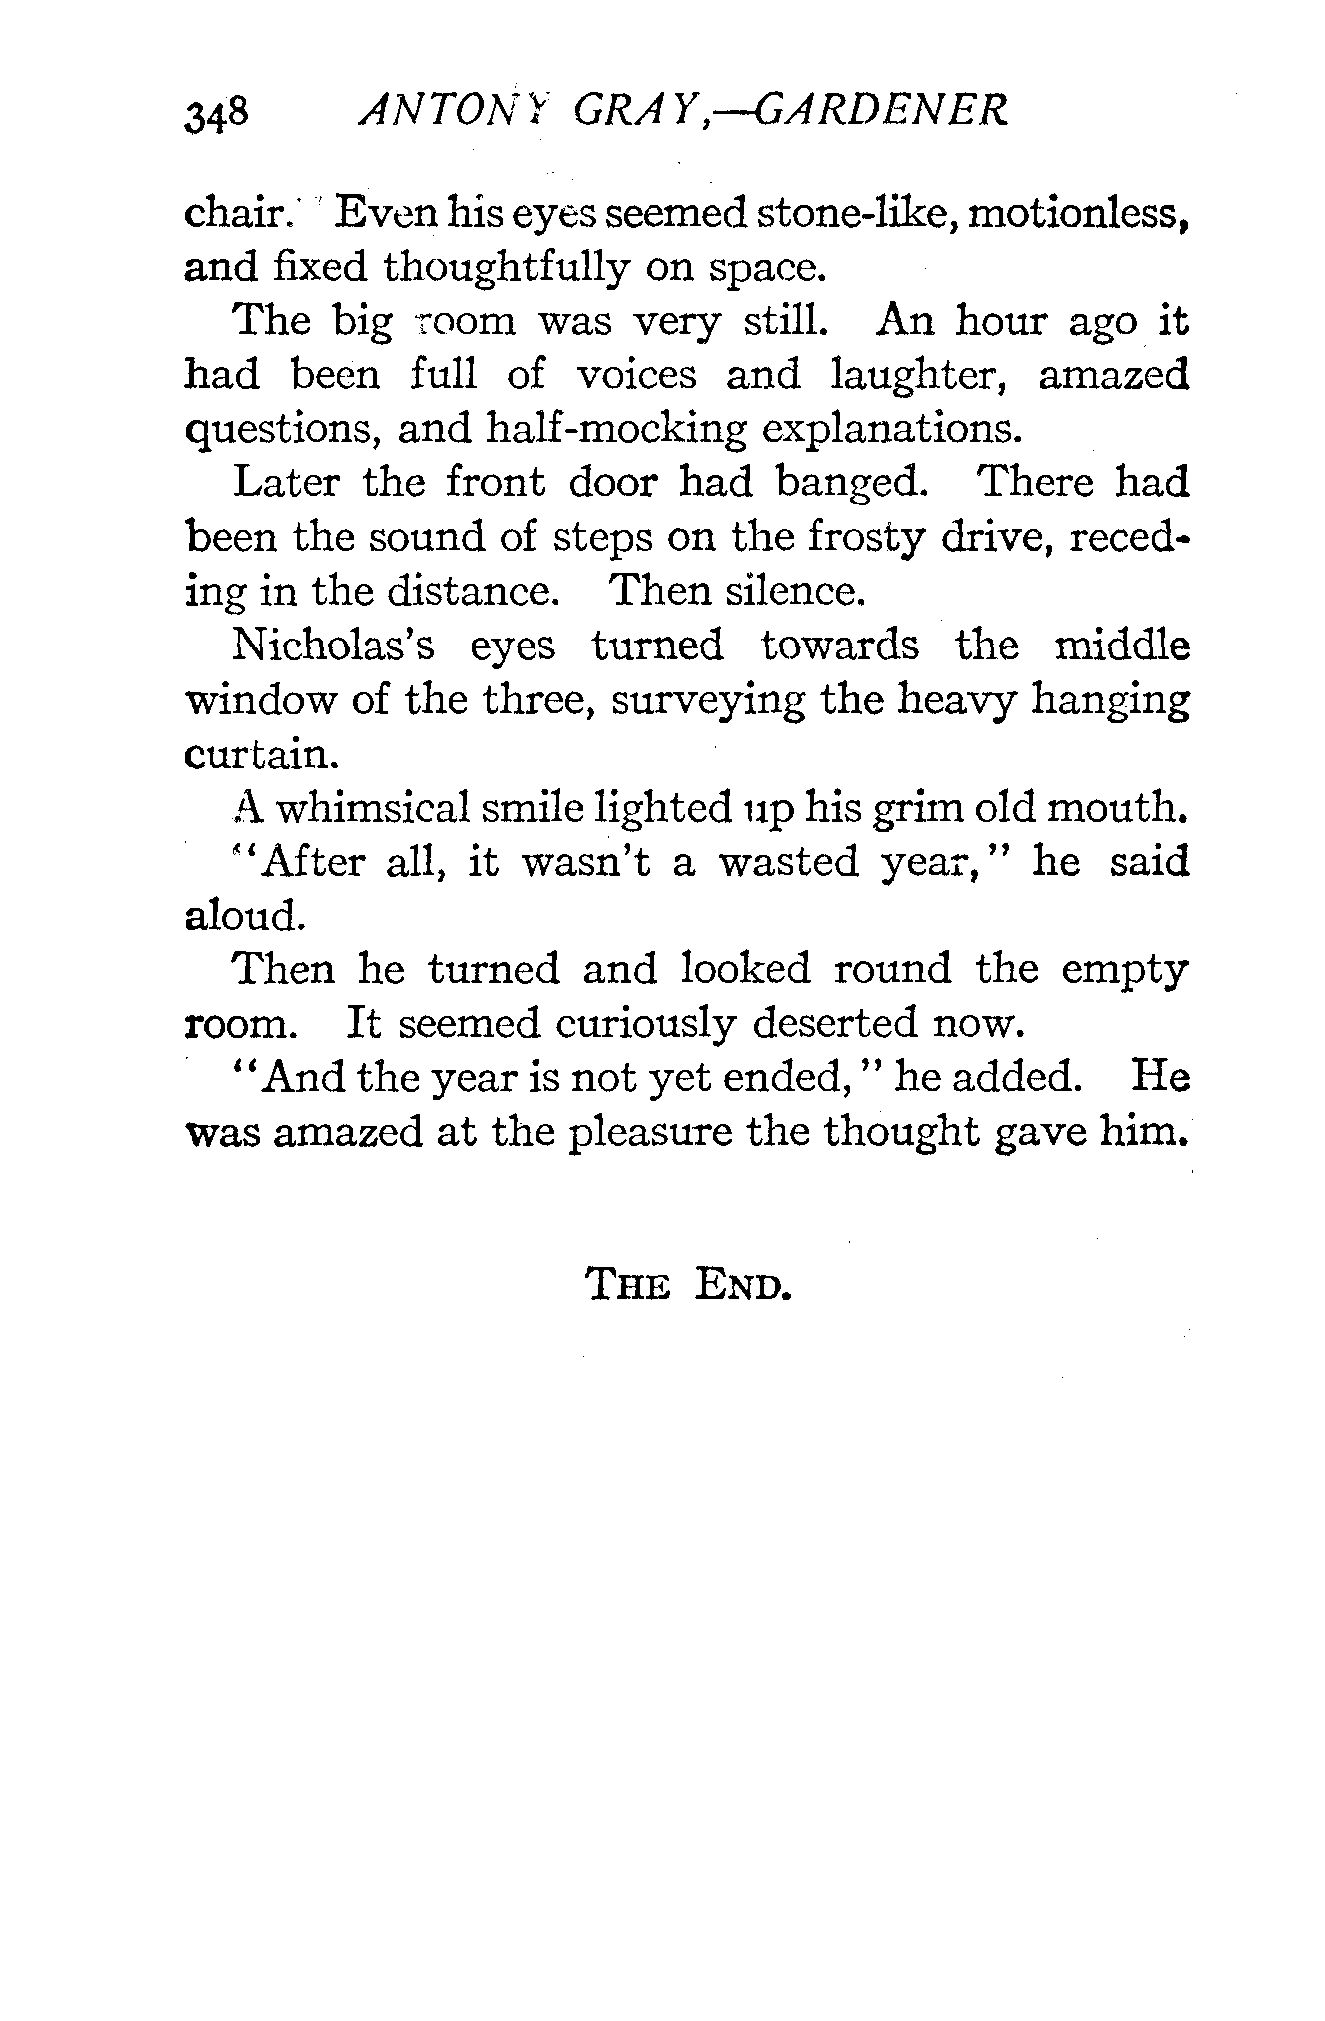 348 ANTONY GRAY,—GARDENER
chair. Even his eyes seemed stone-like, motionless,
and fixed thoughtfully on space.
The big room was very still. An hour ago it
had been full of voices and laughter, amazed
questions, and half-mocking explanations.
Later the front door had banged. There had
been the sound of steps on the frosty drive, reced-
ing in the distance. Then silence.
Nicholas's eyes turned towards the middle
window of the three, surveying the heavy hanging
curtain.
A whimsical smile lighted up his grim old mouth.
"After all, it wasn't a wasted year," he said
aloud.
Then he turned and looked round the empty
room. It seemed curiously deserted now.
"And the year is not yet ended," he added. He
was amazed at the pleasure the thought gave him.
THE END.